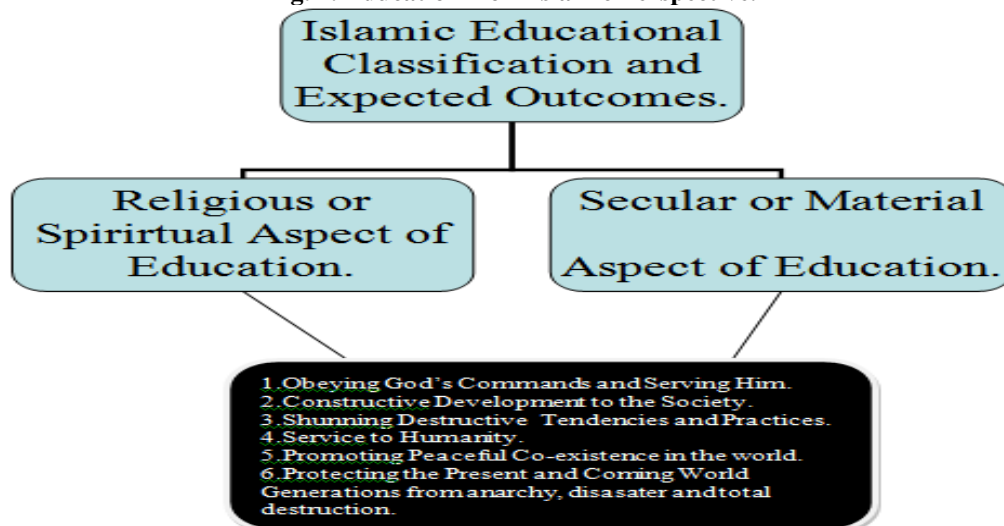 Islamic Educational
Classification and
Expected Outcomes.
Religious or
Spirirtual Aspect of
Education.
Secular or Material
Aspect of Education.
1.Obeying God’s Commands and Serving Him.
2.Constructive Development to the Society.
3.Shunning Destructive Tendencies and Practices.
4.Service to Humanity.
5.Promoting Peaceful Co-existence in the world.
6.Protecting the Present and Coming World
Generations from anarchy, disasater and total
destruction.